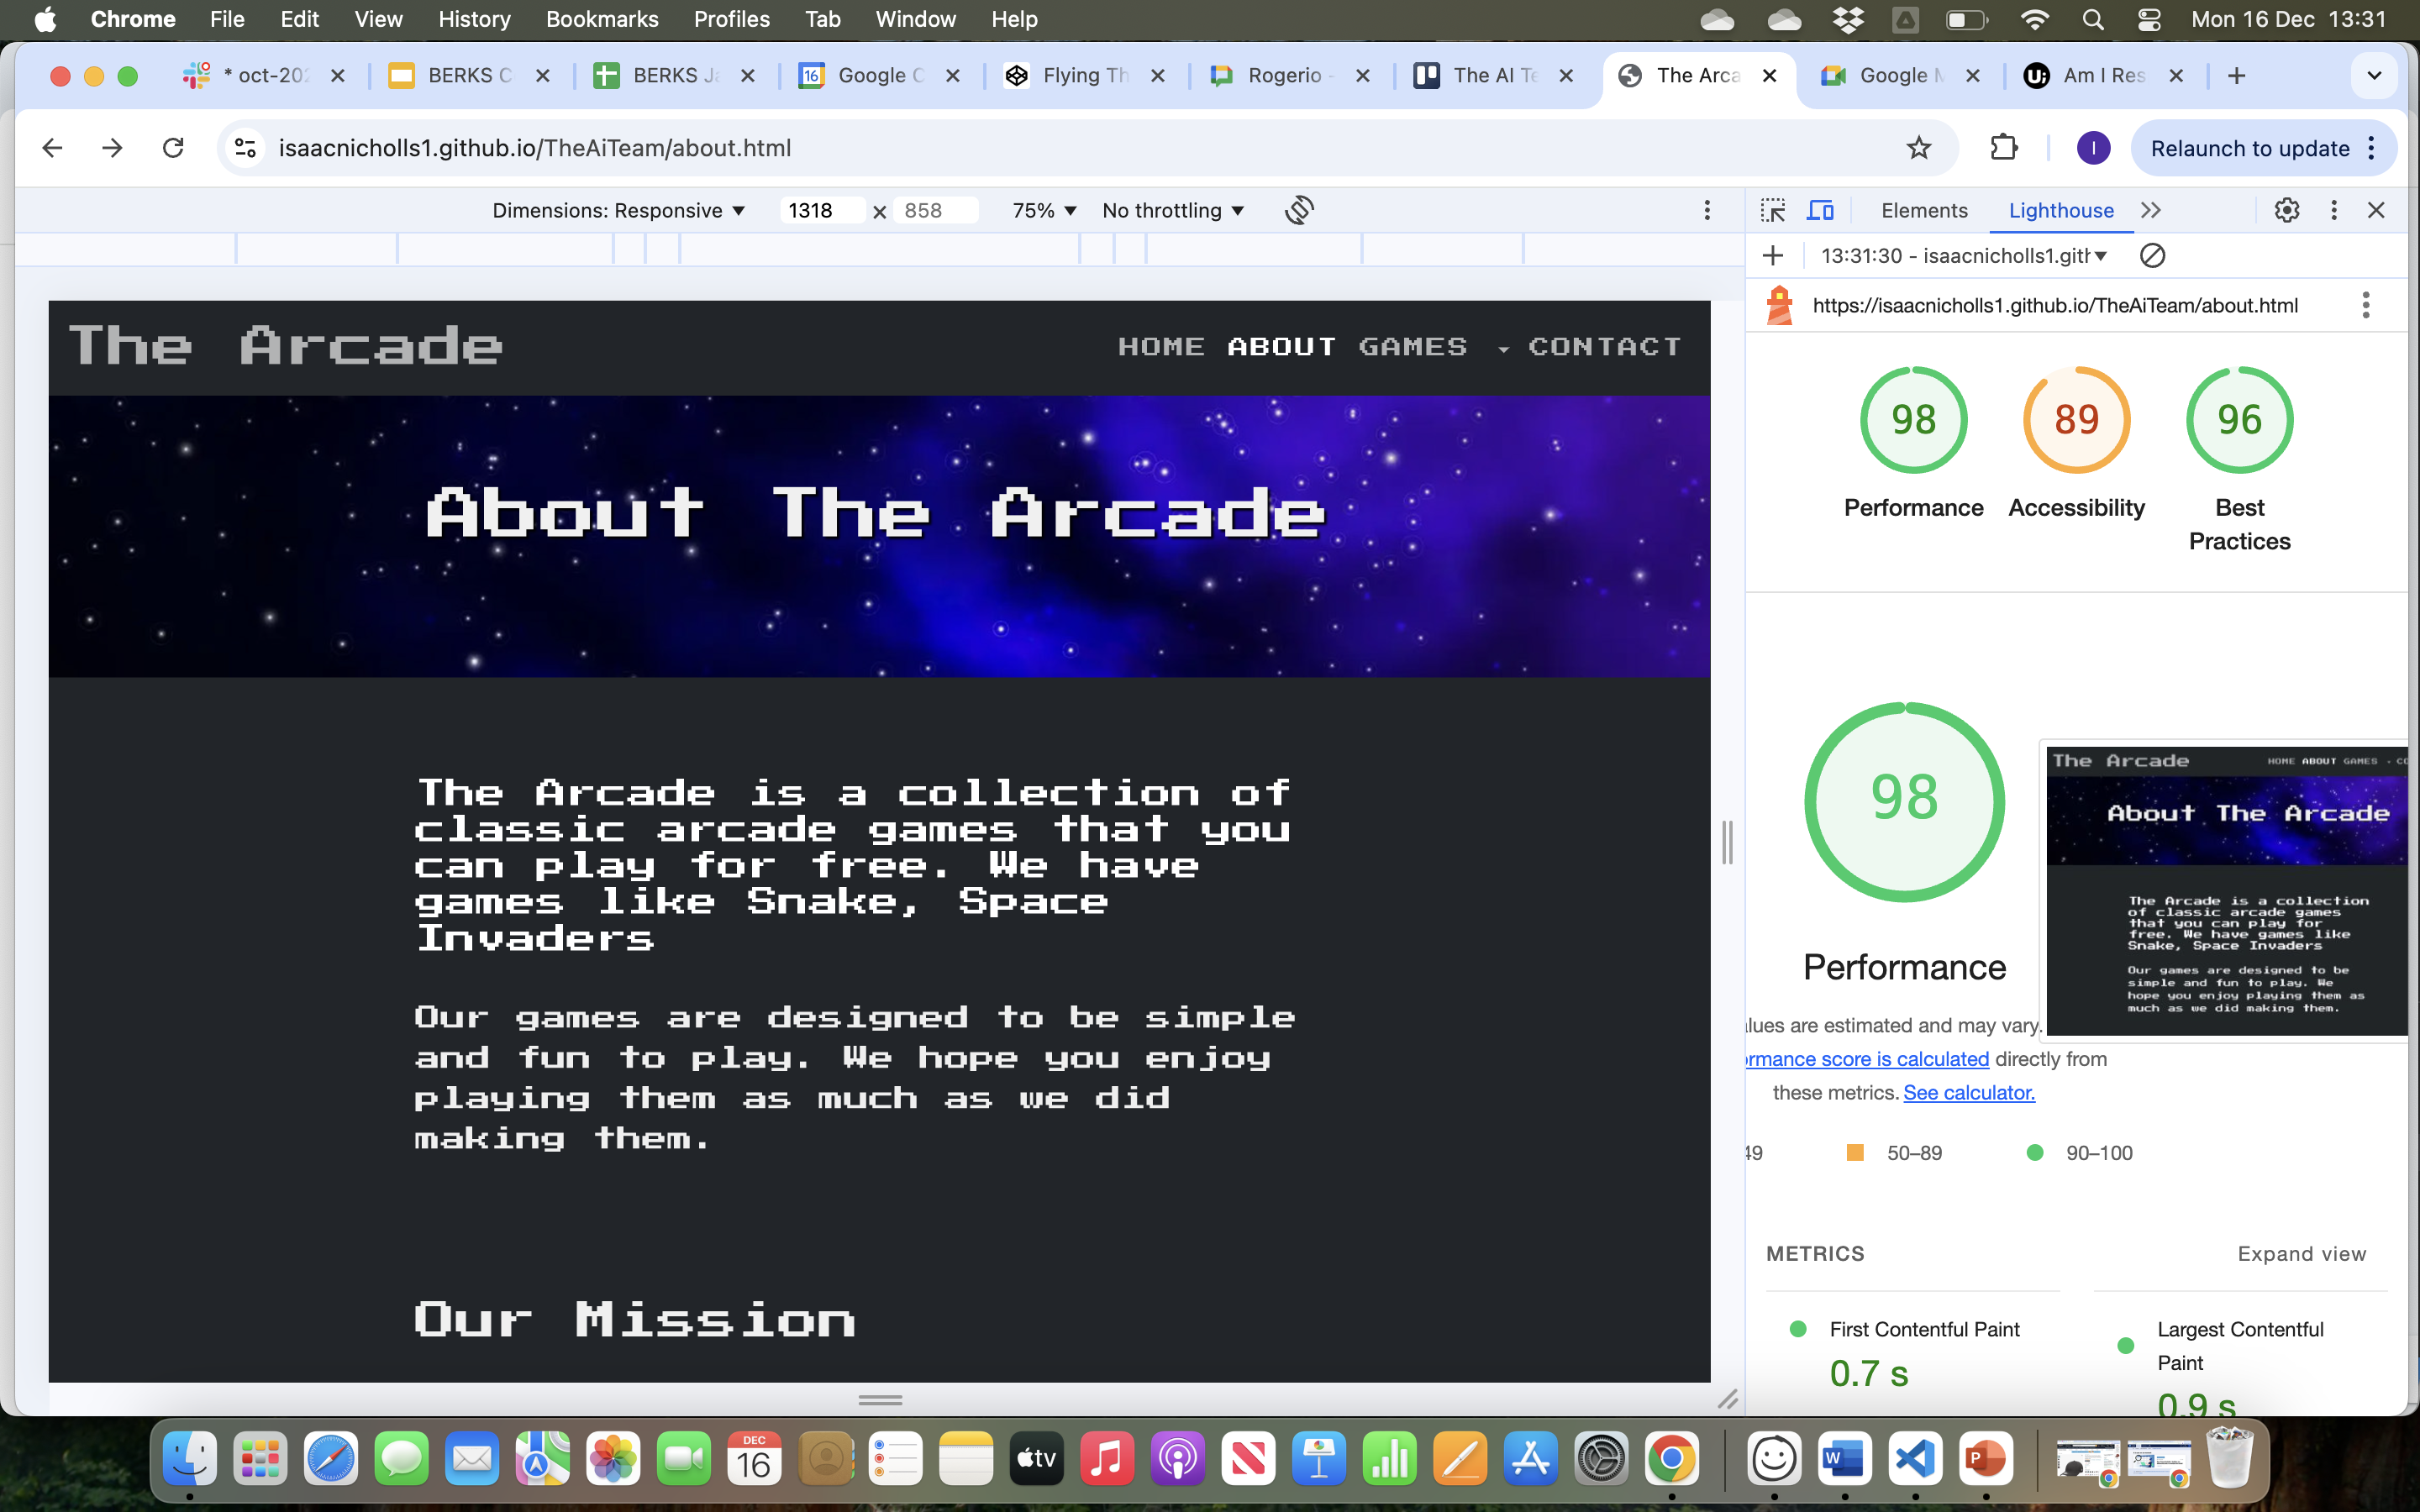 Chrome File Edit View History Bookmarks Profiles Tab Window Help Mon 16 Dec 13:31
* oct-202 BERKS C BERKS Ja 16 Google C Flying Th Rogerio - The AI Te The Arca Google M Am I Res
isaacnicholls1.github.io/TheAiTeam/about.html I Relaunch to update
Dimensions: Responsive 1318 × 858 75% No throttling
Elements Lighthouse
13:31:30 - isaacnicholls1.gith
https://isaacnicholls1.github.io/TheAiTeam/about.html
The Arcade
HOME ABOUT GAMES CONTACT
About The Arcade
The Arcade is a collection of
classic arcade games that you
can play for free. We have
games like Snake, Space
Invaders
Our games are designed to be simple
and fun to play. We hope you enjoy
playing them as much as we did
making them.
Our Mission
98 89 96
Performance Accessibility Best
Practices
98
Performance
The Arcade HOME ABOUT GAMES CO
About The Arcade
The Arcade is a collection
of classic arcade games
that you can play for
free. We have games like
Snake, Space Invaders
Our games are designed to be
simple and fun to play. We
hope you enjoy playing them as
much as we did making them.
lues are estimated and may vary.
rmance score is calculated directly from
these metrics. See calculator.
49 50–89 90–100
METRICS Expand view
First Contentful Paint
0.7 s
Largest Contentful
Paint
0.9 s
DEC
16
tv
W
P